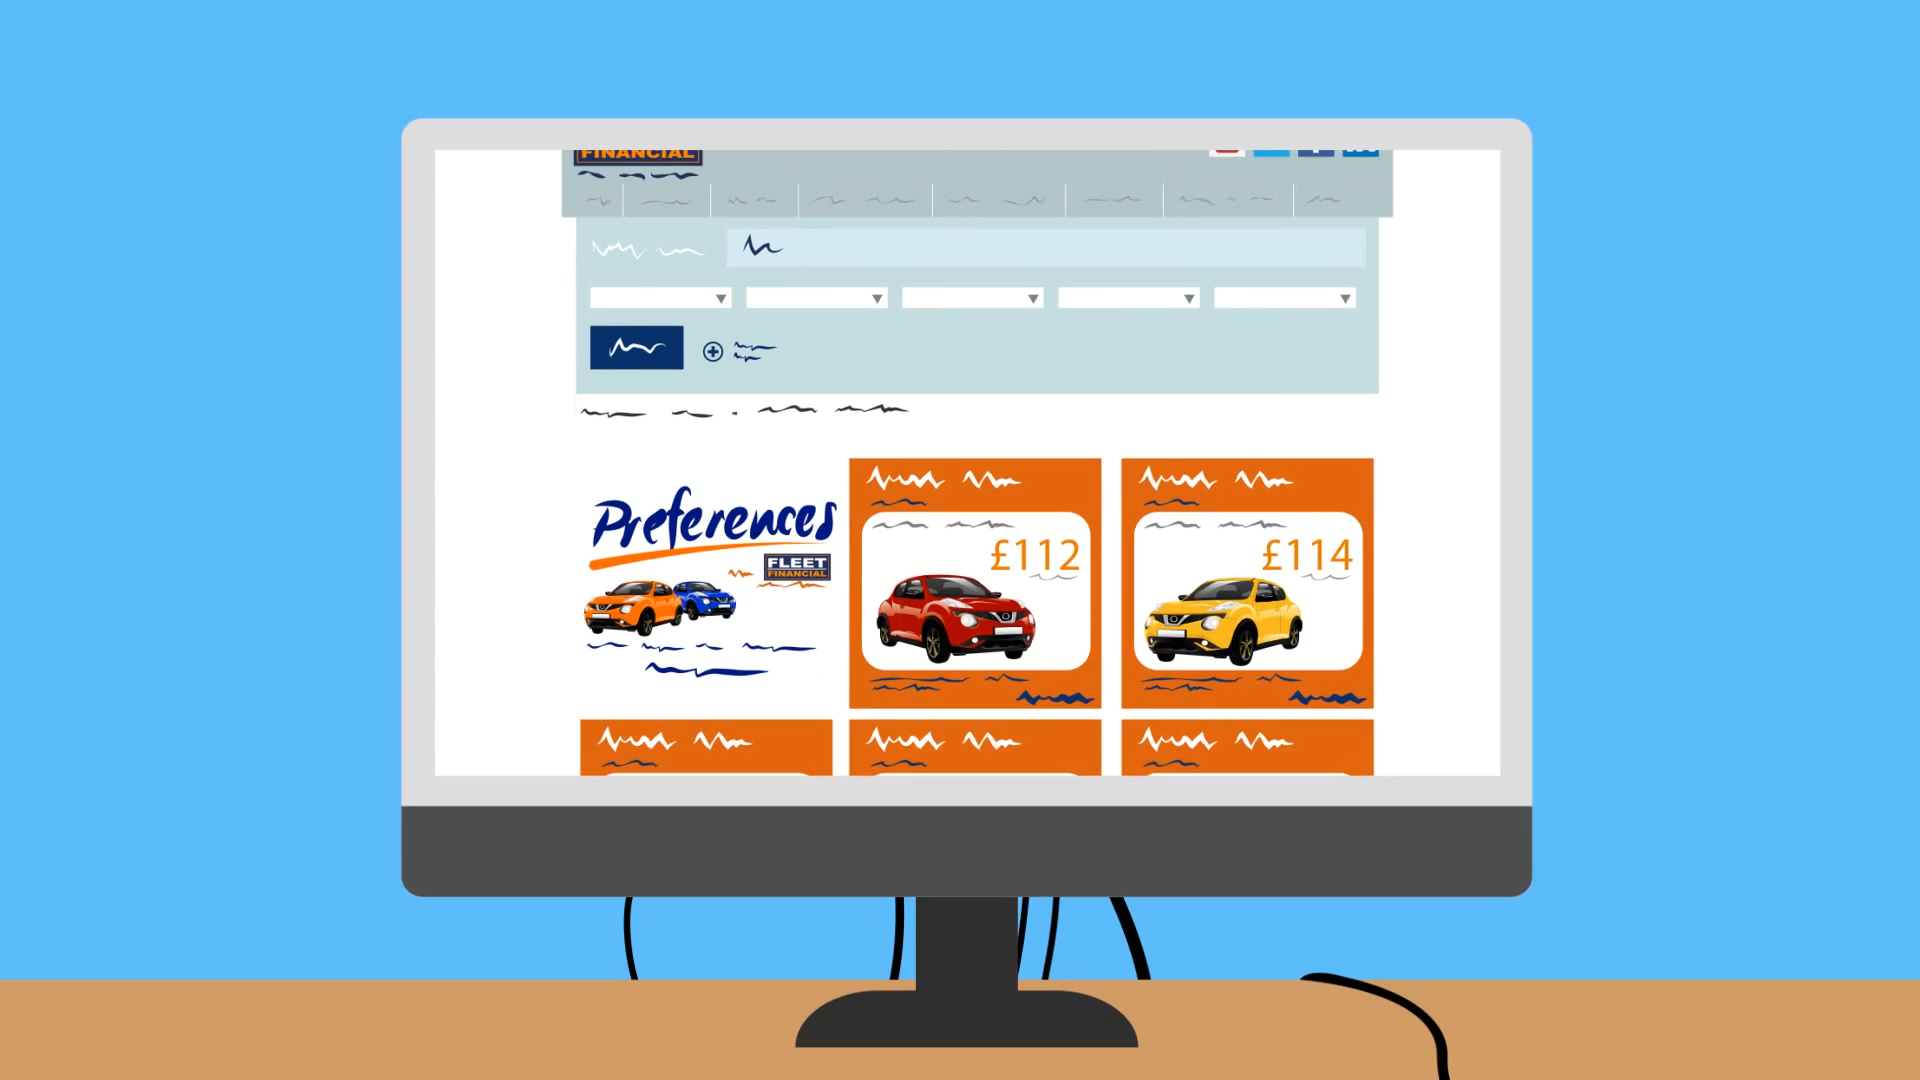 FINANCIAL
Preferences
FLEET
FINANCIAL
£112
£114